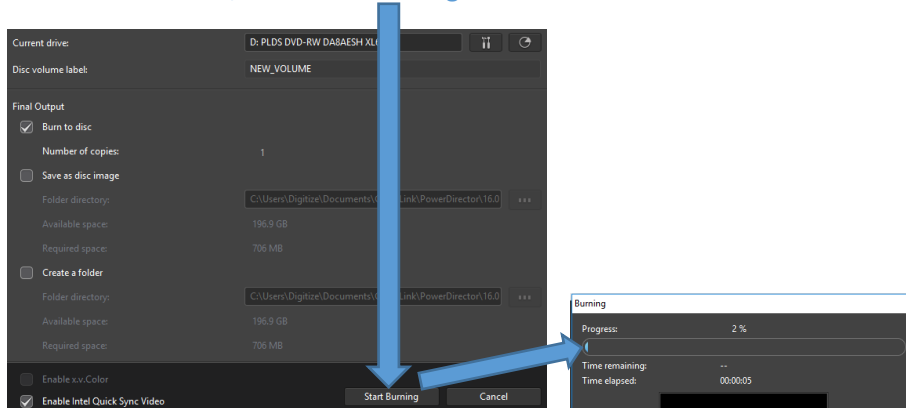 Current drive:
D: PLDS DVD-RW DA8AESH
Disc volume label:
NEW_VOLUME
Final Output
Burn to disc
Number of copies:
1
Save as disc image
Folder directory:
C:\Users\Digitize\Documents\ Link\PowerDirector\16.0
Available space:
196.9 GB
Required space:
706 MB
Create a folder
Folder directory:
C:\Users\Digitize\Documents\ Link\PowerDirector\16.0
Available space:
196.9 GB
Required space:
706 MB
Enable x.v.Color
Enable Intel Quick Sync Video
Start Burning
Cancel
Burning
Progress:
2 %
Time remaining:
--
Time elapsed:
00:00:05